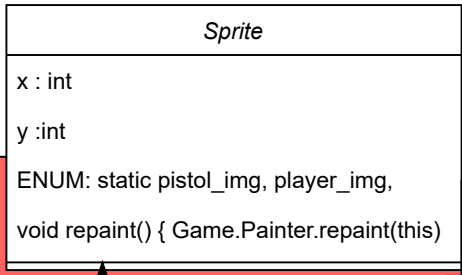 Sprite
x : int
y :int
ENUM: static pistol_img, player_img,
void repaint() { Game.Painter.repaint(this)